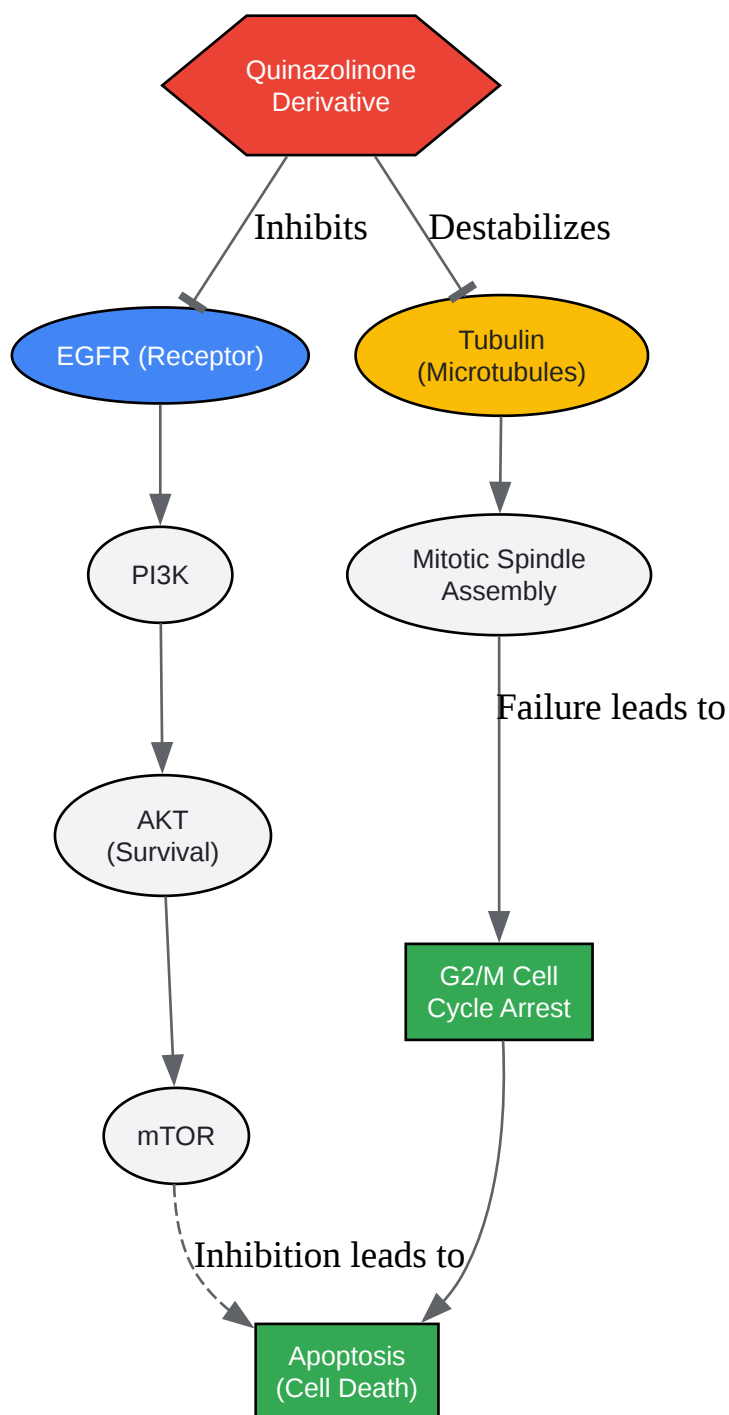 Quinazolinone
Derivative
Inhibits
Destabilizes
EGFR (Receptor)
Tubulin
(Microtubules)
PI3K
Mitotic Spindle
Assembly
Failure leads to
AKT
(Survival)
G2/M Cell
Cycle Arrest
mTOR
Inhibition leads to
Apoptosis
(Cell Death)